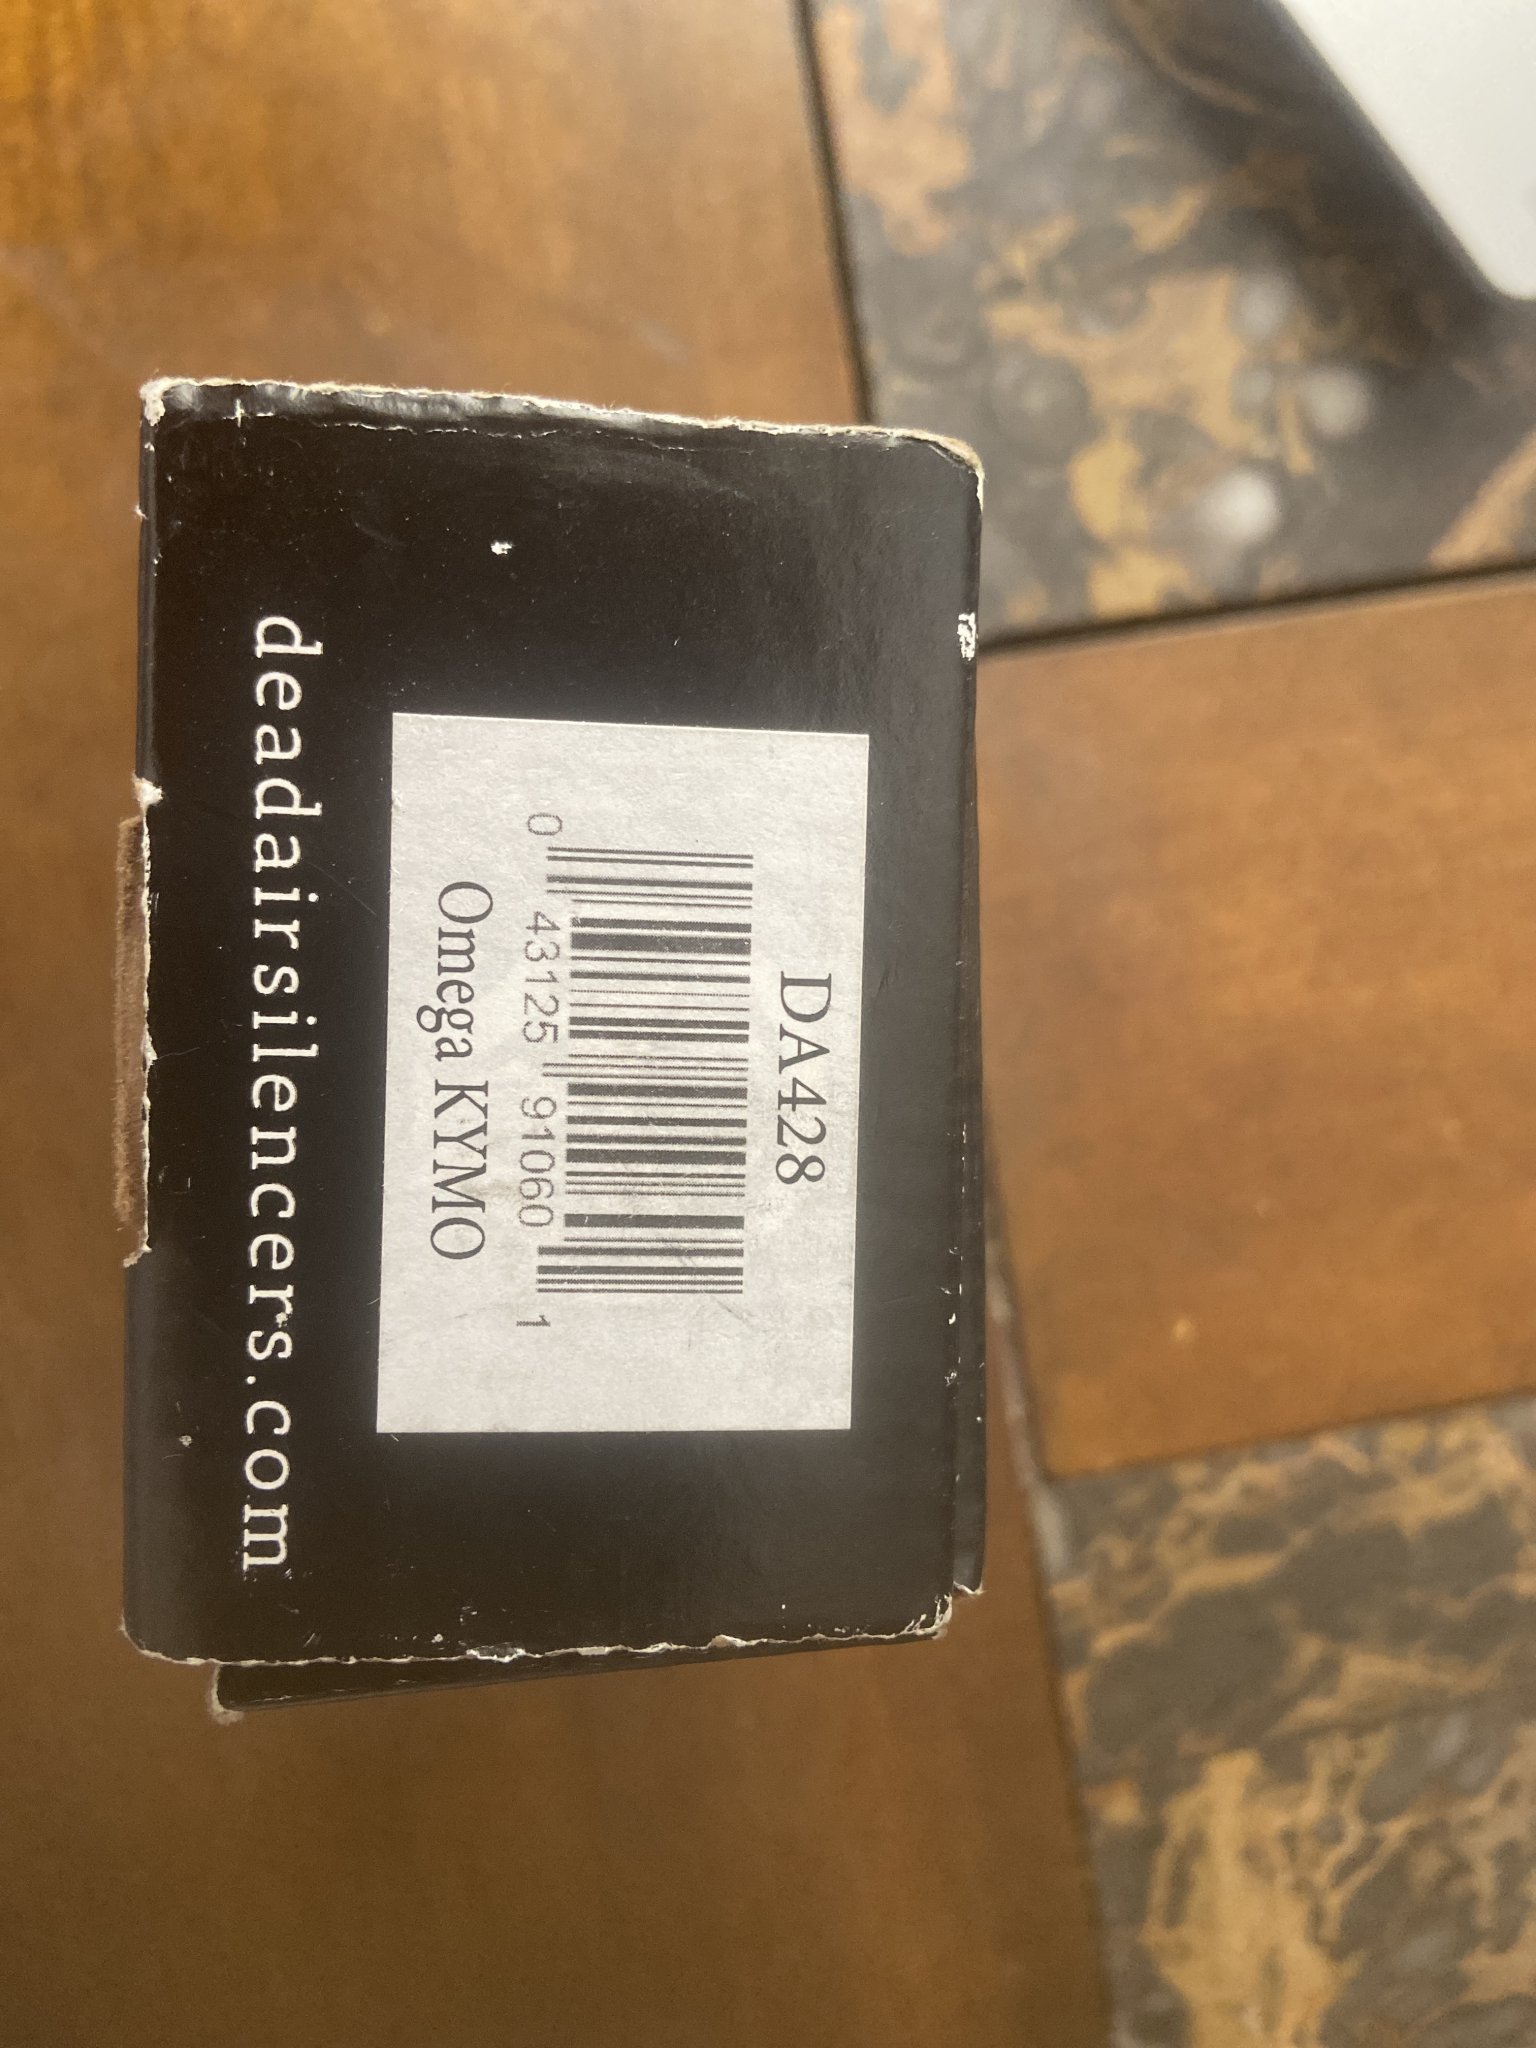 DA428
0 43125 91060 1
Omega KYMO
deadairsilencers.com